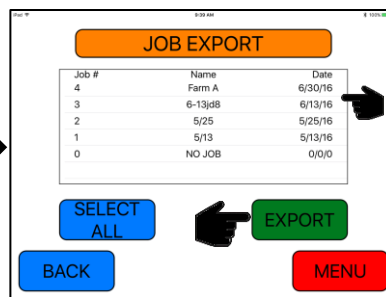 iPad 9:39 AM 100%
JOB EXPORT
Job # Name Date
4 Farm A 6/30/16
3 6-13jd8 6/13/16
2 5/25 5/25/16
1 5/13 5/13/16
0 NO JOB 0/0/0
SELECT
ALL
EXPORT
BACK
MENU